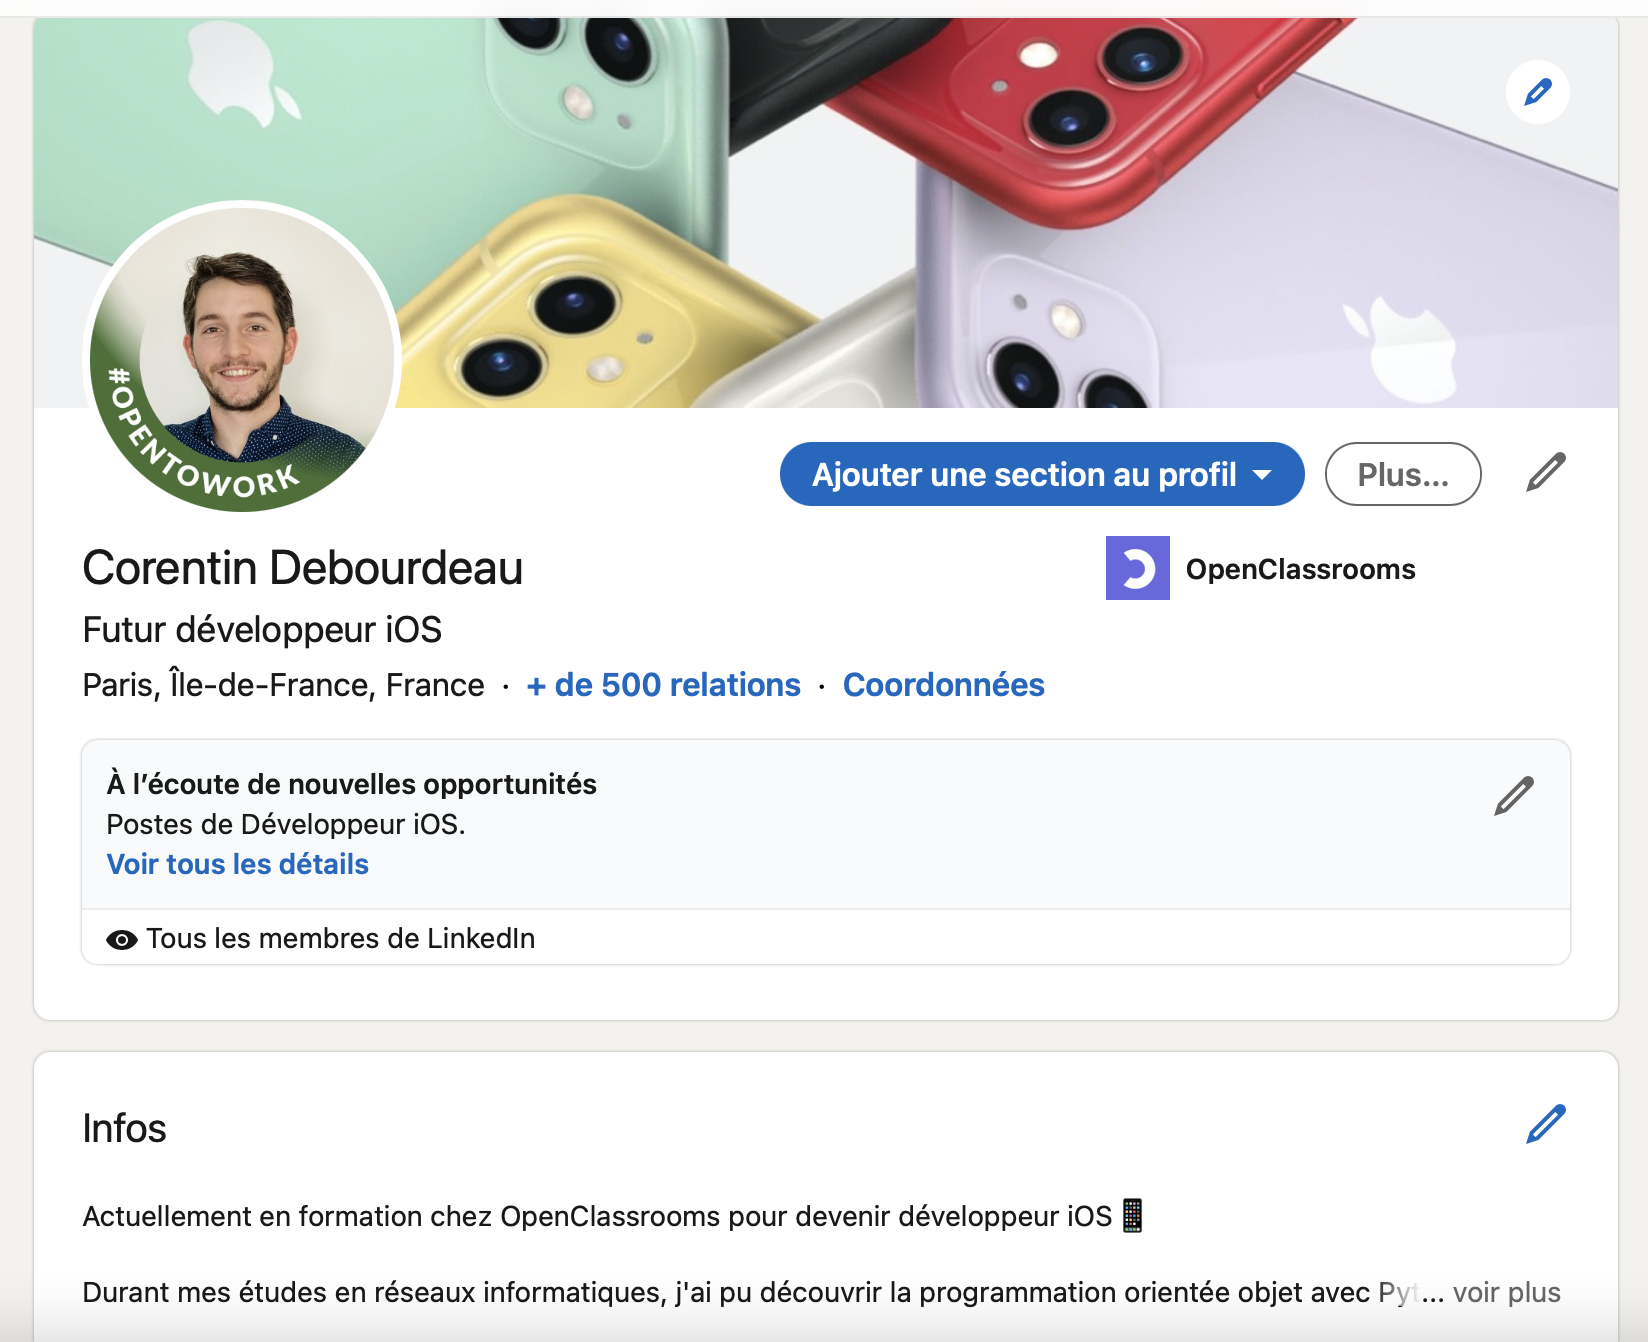 #OPENTOWORK
Ajouter une section au profil
Plus...
Corentin Debourdeau
OpenClassrooms
Futur développeur iOS
Paris, Île-de-France, France · + de 500 relations · Coordonnées
À l’écoute de nouvelles opportunités
Postes de Développeur iOS.
Voir tous les détails
Tous les membres de LinkedIn
Infos
Actuellement en formation chez OpenClassrooms pour devenir développeur iOS📱
Durant mes études en réseaux informatiques, j'ai pu découvrir la programmation orientée objet avec Pyt... voir plus